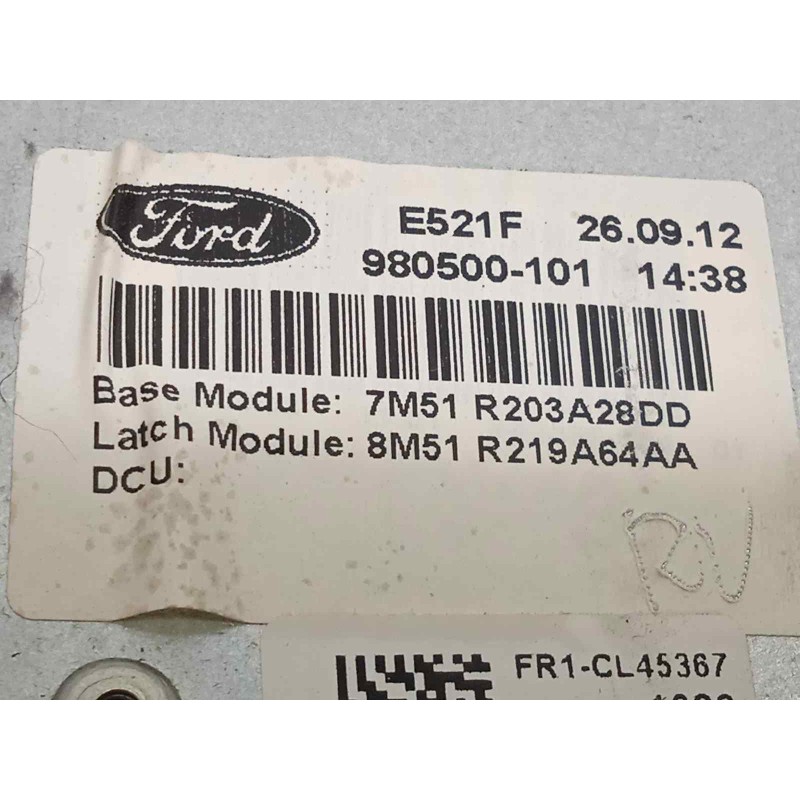 Ford
E521F 26.09.12
980500-101 14:38
Base Module: 7M51 R203A28DD
Latch Module: 8M51 R219A64AA
DCU:
FR1-CL45367